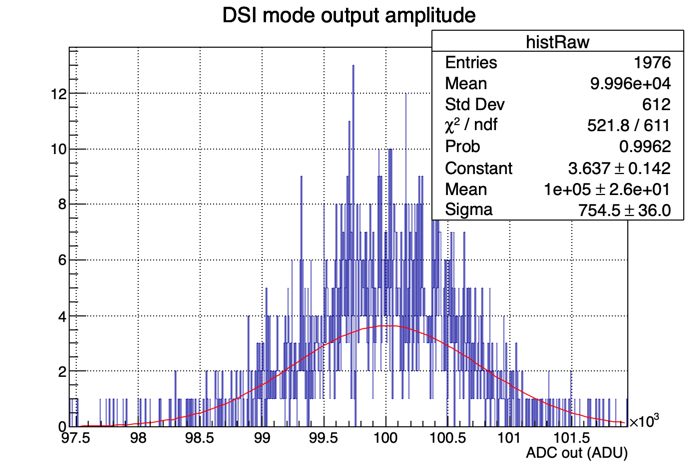 DSI mode output amplitude
histRaw
Entries 1976
Mean 9.996e+04
Std Dev 612
χ² / ndf 521.8 / 611
Prob 0.9962
Constant 3.637 ± 0.142
Mean 1e+05 ± 2.6e+01
Sigma 754.5 ± 36.0
12
10
8
6
4
2
0
97.5 98 98.5 99 99.5 100 100.5 101 101.5
×10³
ADC out (ADU)